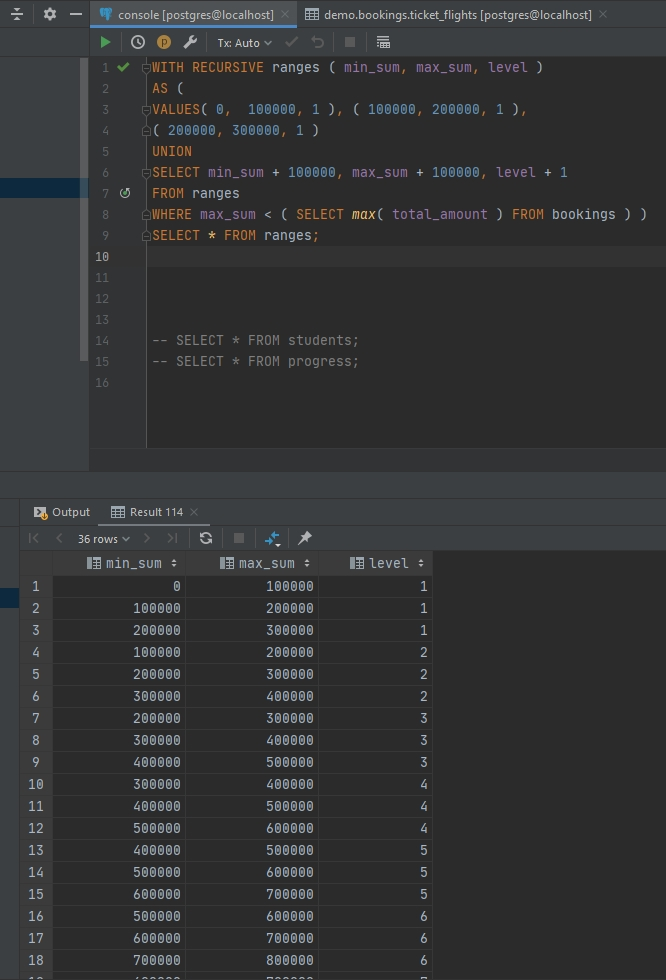 console [postgres@localhost] demo.bookings.ticket_flights [postgres@localhost]
Tx: Auto
1 WITH RECURSIVE ranges ( min_sum, max_sum, level )
2 AS (
3 VALUES( 0,  100000, 1 ), ( 100000, 200000, 1 ),
4 ( 200000, 300000, 1 )
5 UNION
6 SELECT min_sum + 100000, max_sum + 100000, level + 1
7 FROM ranges
8 WHERE max_sum < ( SELECT max( total_amount ) FROM bookings ) )
9 SELECT * FROM ranges;
10
11
12
13
14 -- SELECT * FROM students;
15 -- SELECT * FROM progress;
16
Output Result 114
36 rows
min_sum max_sum level
1 0 100000 1
2 100000 200000 1
3 200000 300000 1
4 100000 200000 2
5 200000 300000 2
6 300000 400000 2
7 200000 300000 3
8 300000 400000 3
9 400000 500000 3
10 300000 400000 4
11 400000 500000 4
12 500000 600000 4
13 400000 500000 5
14 500000 600000 5
15 600000 700000 5
16 500000 600000 6
17 600000 700000 6
18 700000 800000 6